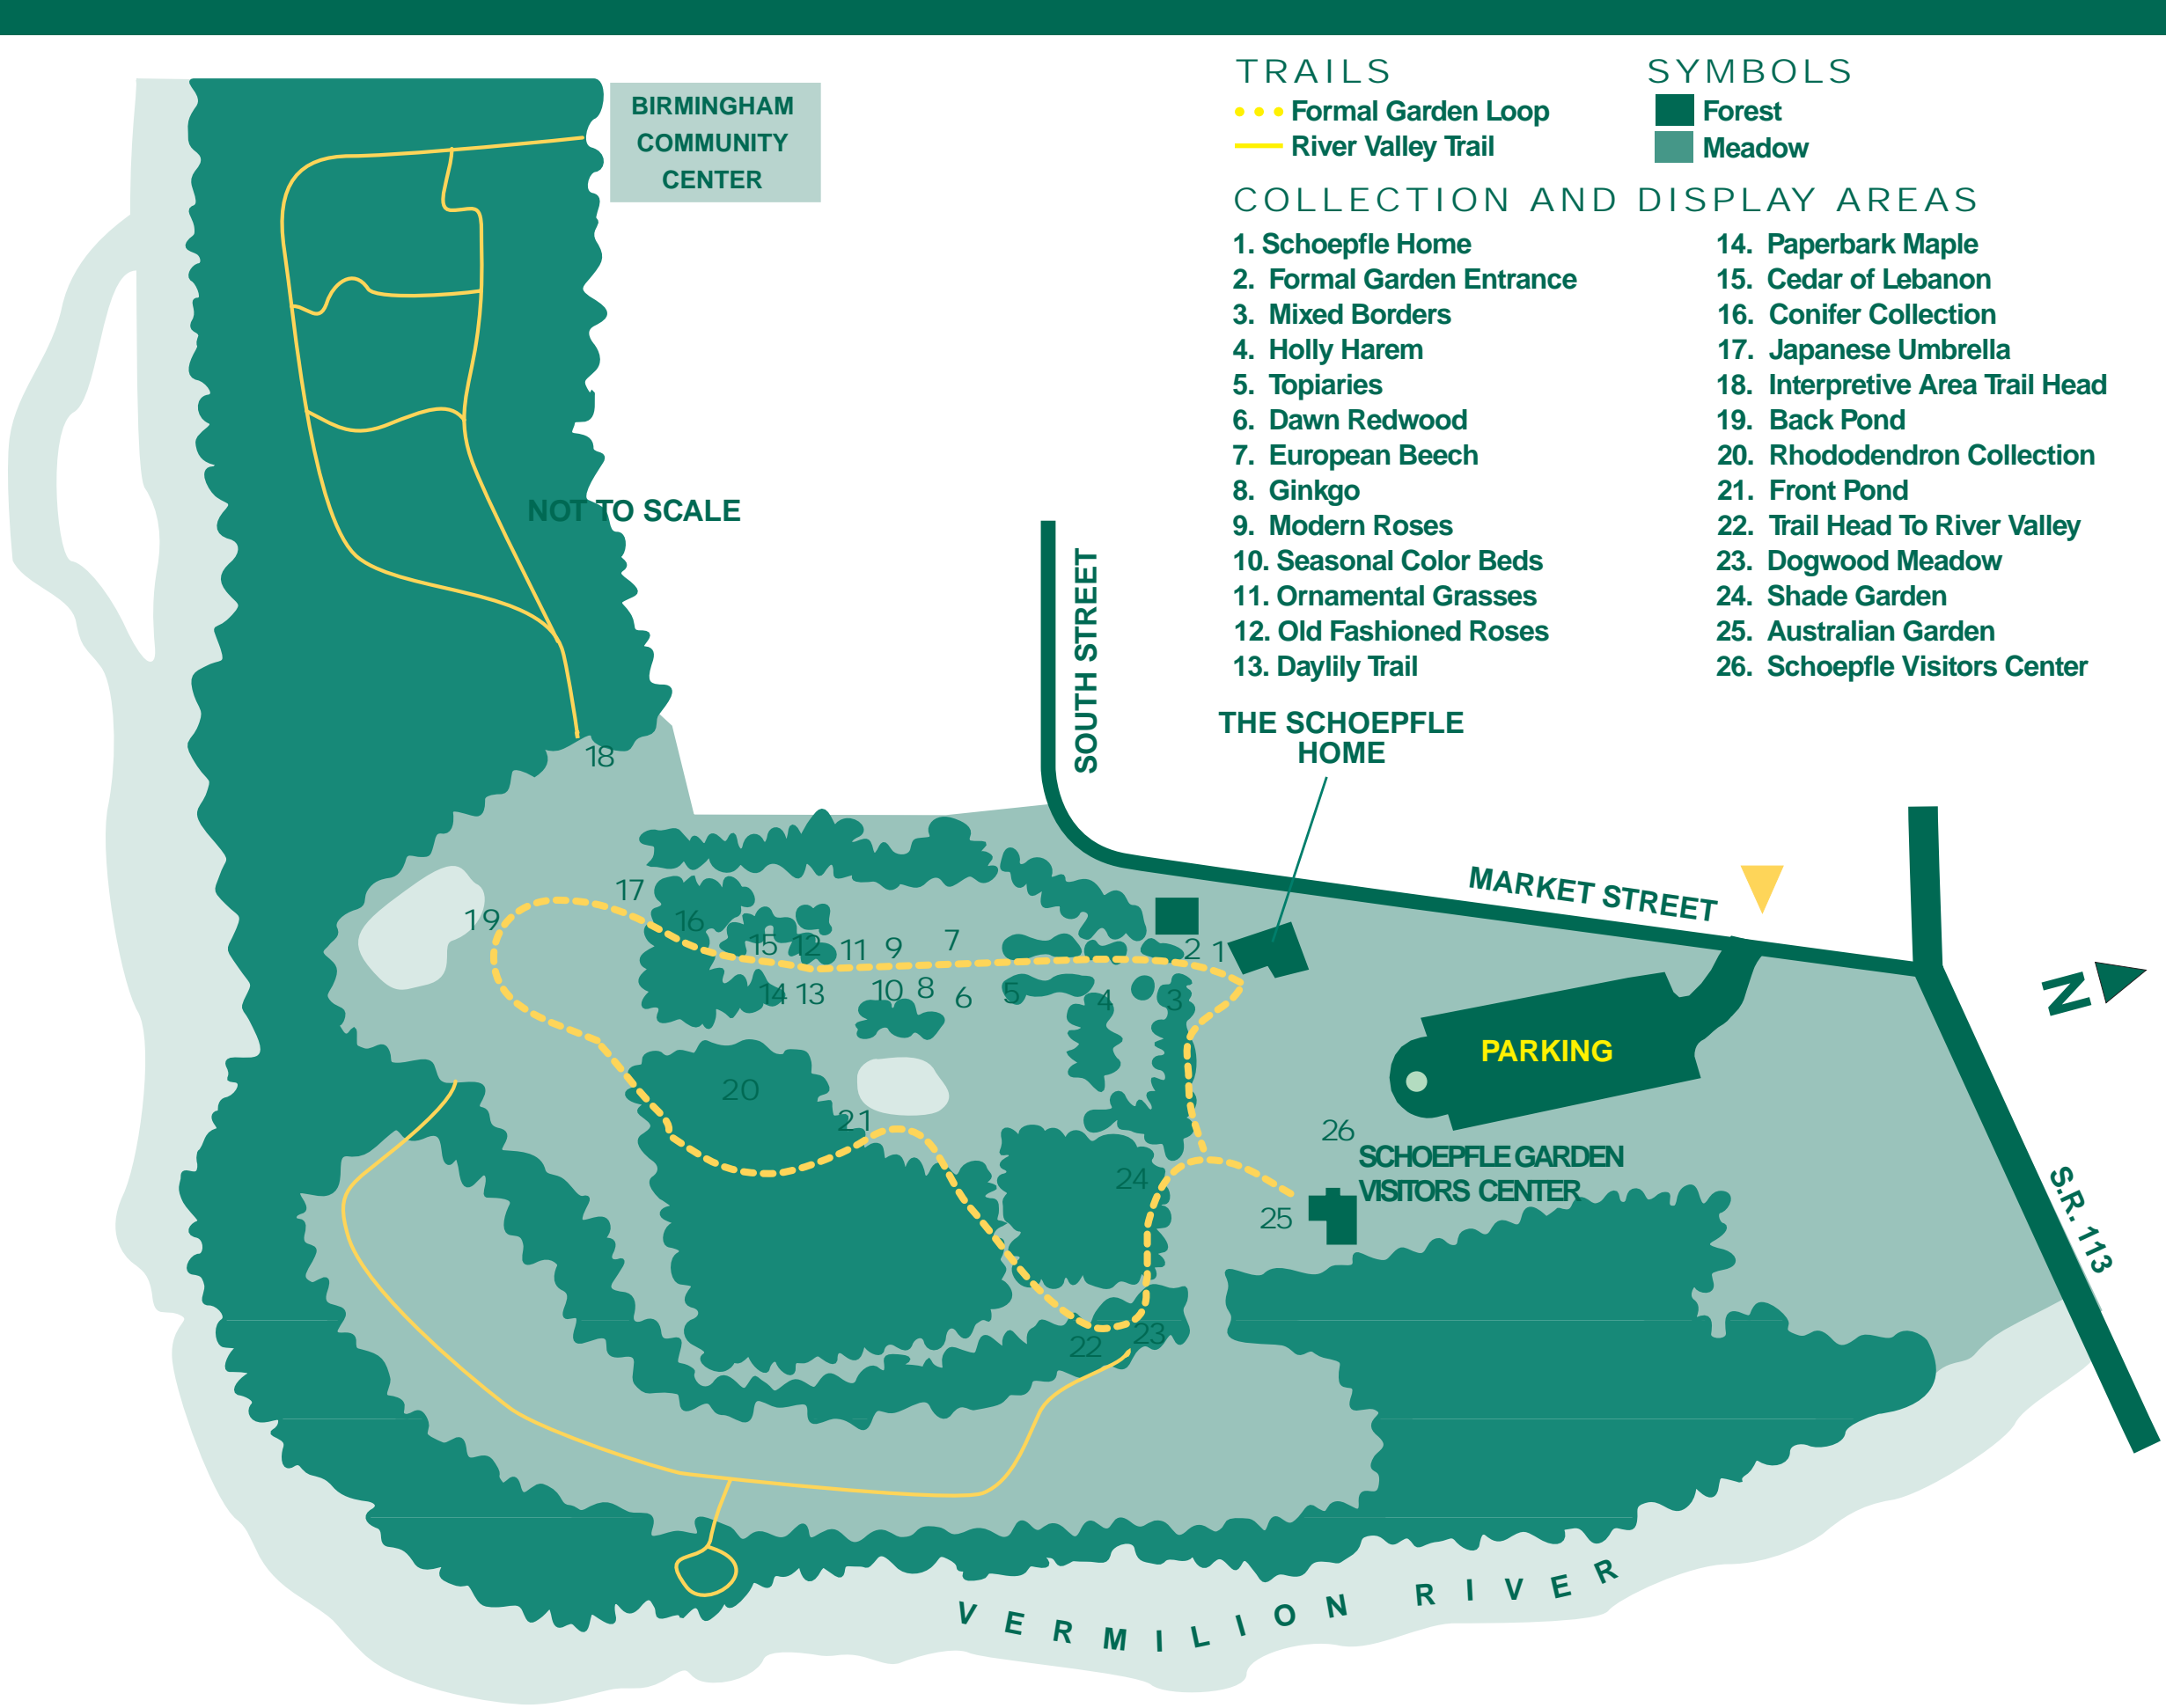 BIRMINGHAM
COMMUNITY
CENTER
TRAILS
Formal Garden Loop
River Valley Trail
SYMBOLS
Forest
Meadow
COLLECTION AND DISPLAY AREAS
1. Schoepfle Home
2. Formal Garden Entrance
3. Mixed Borders
4. Holly Harem
5. Topiaries
6. Dawn Redwood
7. European Beech
8. Ginkgo
9. Modern Roses
10. Seasonal Color Beds
11. Ornamental Grasses
12. Old Fashioned Roses
13. Daylily Trail
14. Paperbark Maple
15. Cedar of Lebanon
16. Conifer Collection
17. Japanese Umbrella
18. Interpretive Area Trail Head
19. Back Pond
20. Rhododendron Collection
21. Front Pond
22. Trail Head To River Valley
23. Dogwood Meadow
24. Shade Garden
25. Australian Garden
26. Schoepfle Visitors Center
NOT TO SCALE
SOUTH STREET
THE SCHOEPFLE
HOME
18
MARKET STREET
17
19
16
15
12
11
9
7
2
1
14
13
10
8
6
5
4
3
N
PARKING
20
21
26
SCHOEPFLE GARDEN
VISITORS CENTER
24
25
S.R. 113
22
23
VERMILION RIVER